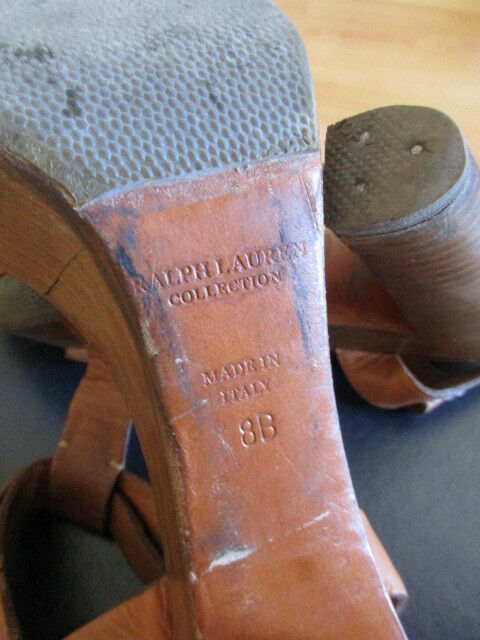 RALPH LAUREN
COLLECTION
MADE IN
ITALY
8B